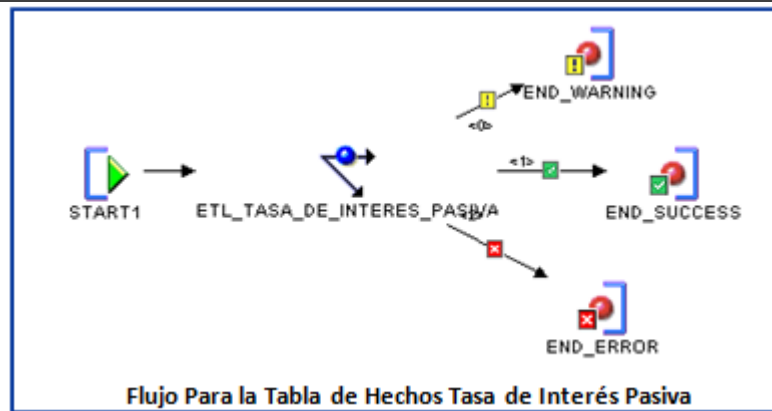 END_WARNING
<0>
<1>
START1
ETL_TASA_DE_INTERES_PASIVA
END_SUCCESS
END_ERROR
Flujo Para la Tabla de Hechos Tasa de Interés Pasiva